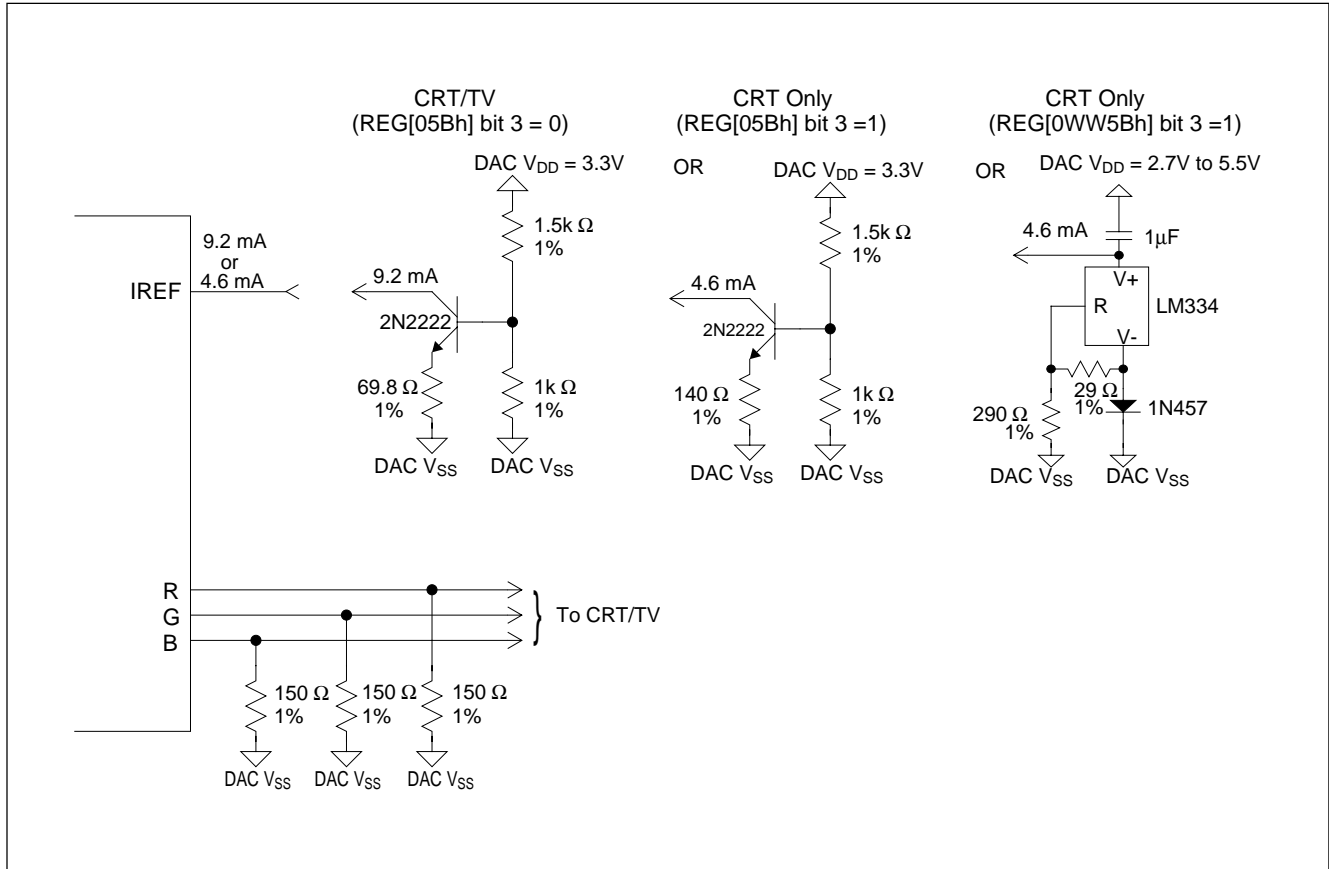 CRT/TV
(REG[05Bh] bit 3 = 0)
DAC VDD = 3.3V
1.5k Ω
1%
9.2 mA
2N2222
69.8 Ω
1%
1k Ω
1%
DAC VSS
DAC VSS
OR
CRT Only
(REG[05Bh] bit 3 =1)
DAC VDD = 3.3V
1.5k Ω
1%
4.6 mA
2N2222
140 Ω
1%
1k Ω
1%
DAC VSS
DAC VSS
OR
CRT Only
(REG[0WW5Bh] bit 3 =1)
DAC VDD = 2.7V to 5.5V
4.6 mA
1µF
V+
R
LM334
V-
29 Ω
1%
290 Ω
1%
1N457
DAC VSS
DAC VSS
9.2 mA
or
4.6 mA
IREF
R
G
B
To CRT/TV
150 Ω
1%
150 Ω
1%
150 Ω
1%
DAC VSS
DAC VSS
DAC VSS